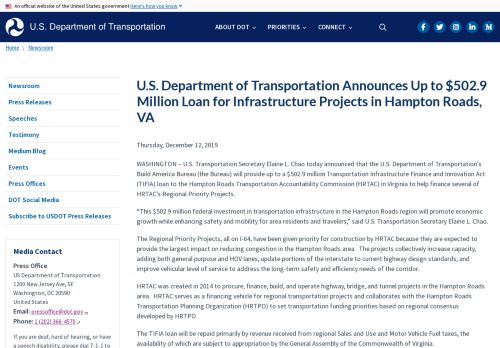 An official website of the United States government Here's how you know
U.S. Department of Transportation
ABOUT DOT
PRIORITIES
CONNECT
Home \ Newsroom
Newsroom
Press Releases
Speeches
Testimony
Medium Blog
Events
Press Offices
DOT Social Media
Subscribe to USDOT Press Releases
Media Contact
Press Office
US Department of Transportation
1200 New Jersey Ave, SE
Washington, DC 20590
United States
Email: pressoffice@dot.gov
Phone: 1 (202) 366-4570
If you are deaf, hard of hearing, or have
a speech disability, please dial 7-1-1 to
U.S. Department of Transportation Announces Up to $502.9
Million Loan for Infrastructure Projects in Hampton Roads,
VA
Thursday, December 12, 2019
WASHINGTON – U.S. Transportation Secretary Elaine L. Chao today announced that the U.S. Department of Transportation's
Build America Bureau (the Bureau) will provide up to a $502.9 million Transportation Infrastructure Finance and Innovation Act
(TIFIA) loan to the Hampton Roads Transportation Accountability Commission (HRTAC) in Virginia to help finance several of
HRTAC's Regional Priority Projects.
“This $502.9 million federal investment in transportation infrastructure in the Hampton Roads region will promote economic
growth while enhancing safety and mobility for area residents and travelers,” said U.S. Transportation Secretary Elaine L. Chao.
The Regional Priority Projects, all on I-64, have been given priority for construction by HRTAC because they are expected to
provide the largest impact on reducing congestion in the Hampton Roads area. The projects collectively increase capacity,
adding both general purpose and HOV lanes; update portions of the interstate to current highway design standards; and
improve vehicular level of service to address the long-term safety and efficiency needs of the corridor.
HRTAC was created in 2014 to procure, finance, build, and operate highway, bridge, and tunnel projects in the Hampton Roads
area. HRTAC serves as a financing vehicle for regional transportation projects and collaborates with the Hampton Roads
Transportation Planning Organization (HRTPO) to set transportation funding priorities based on regional consensus
developed by HRTPO.
The TIFIA loan will be repaid primarily by revenue received from regional Sales and Use and Motor Vehicle Fuel taxes, the
availability of which are subject to appropriation by the General Assembly of the Commonwealth of Virginia.